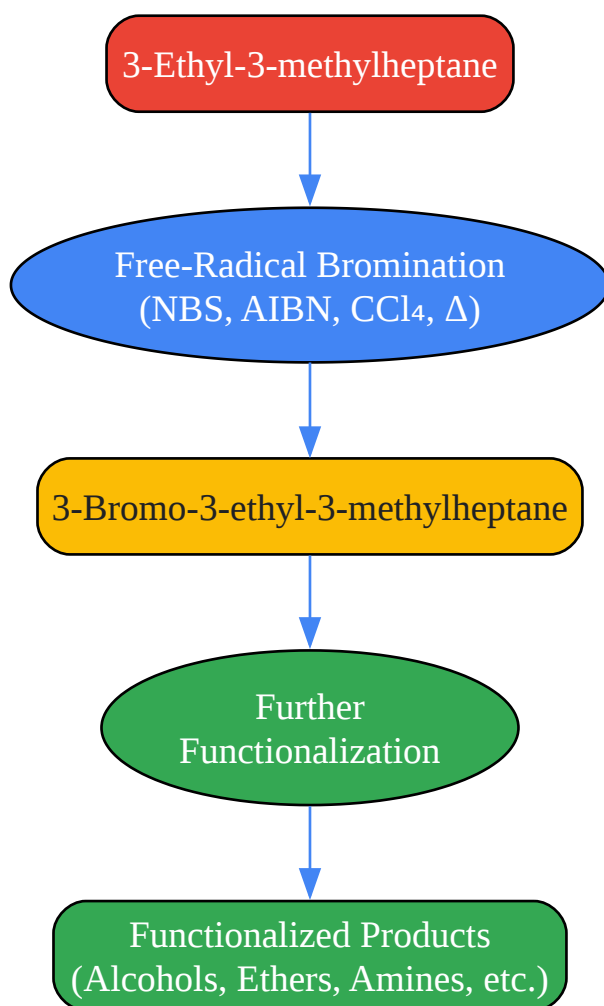 3-Ethyl-3-methylheptane
Free-Radical Bromination
(NBS, AIBN, CCl₄, Δ)
3-Bromo-3-ethyl-3-methylheptane
Further
Functionalization
Functionalized Products
(Alcohols, Ethers, Amines, etc.)